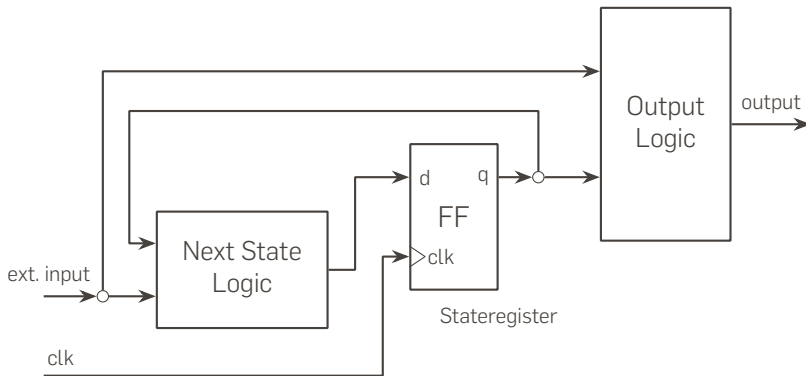 Output
Logic
output
d
q
FF
clk
Next State
Logic
ext. input
Stateregister
clk